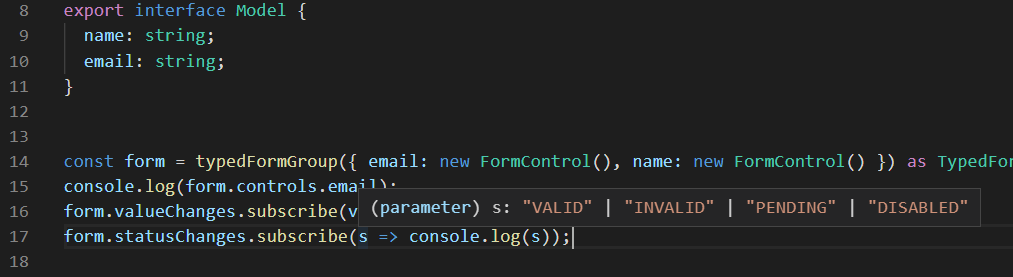 8 export interface Model {
9 name: string;
10 email: string;
11 }
12
13
14 const form = typedFormGroup({ email: new FormControl(), name: new FormControl() }) as TypedFor
15 console.log(form.controls.email);
16 form.valueChanges.subscribe(v
(parameter) s: "VALID" | "INVALID" | "PENDING" | "DISABLED"
17 form.statusChanges.subscribe(s => console.log(s));
18